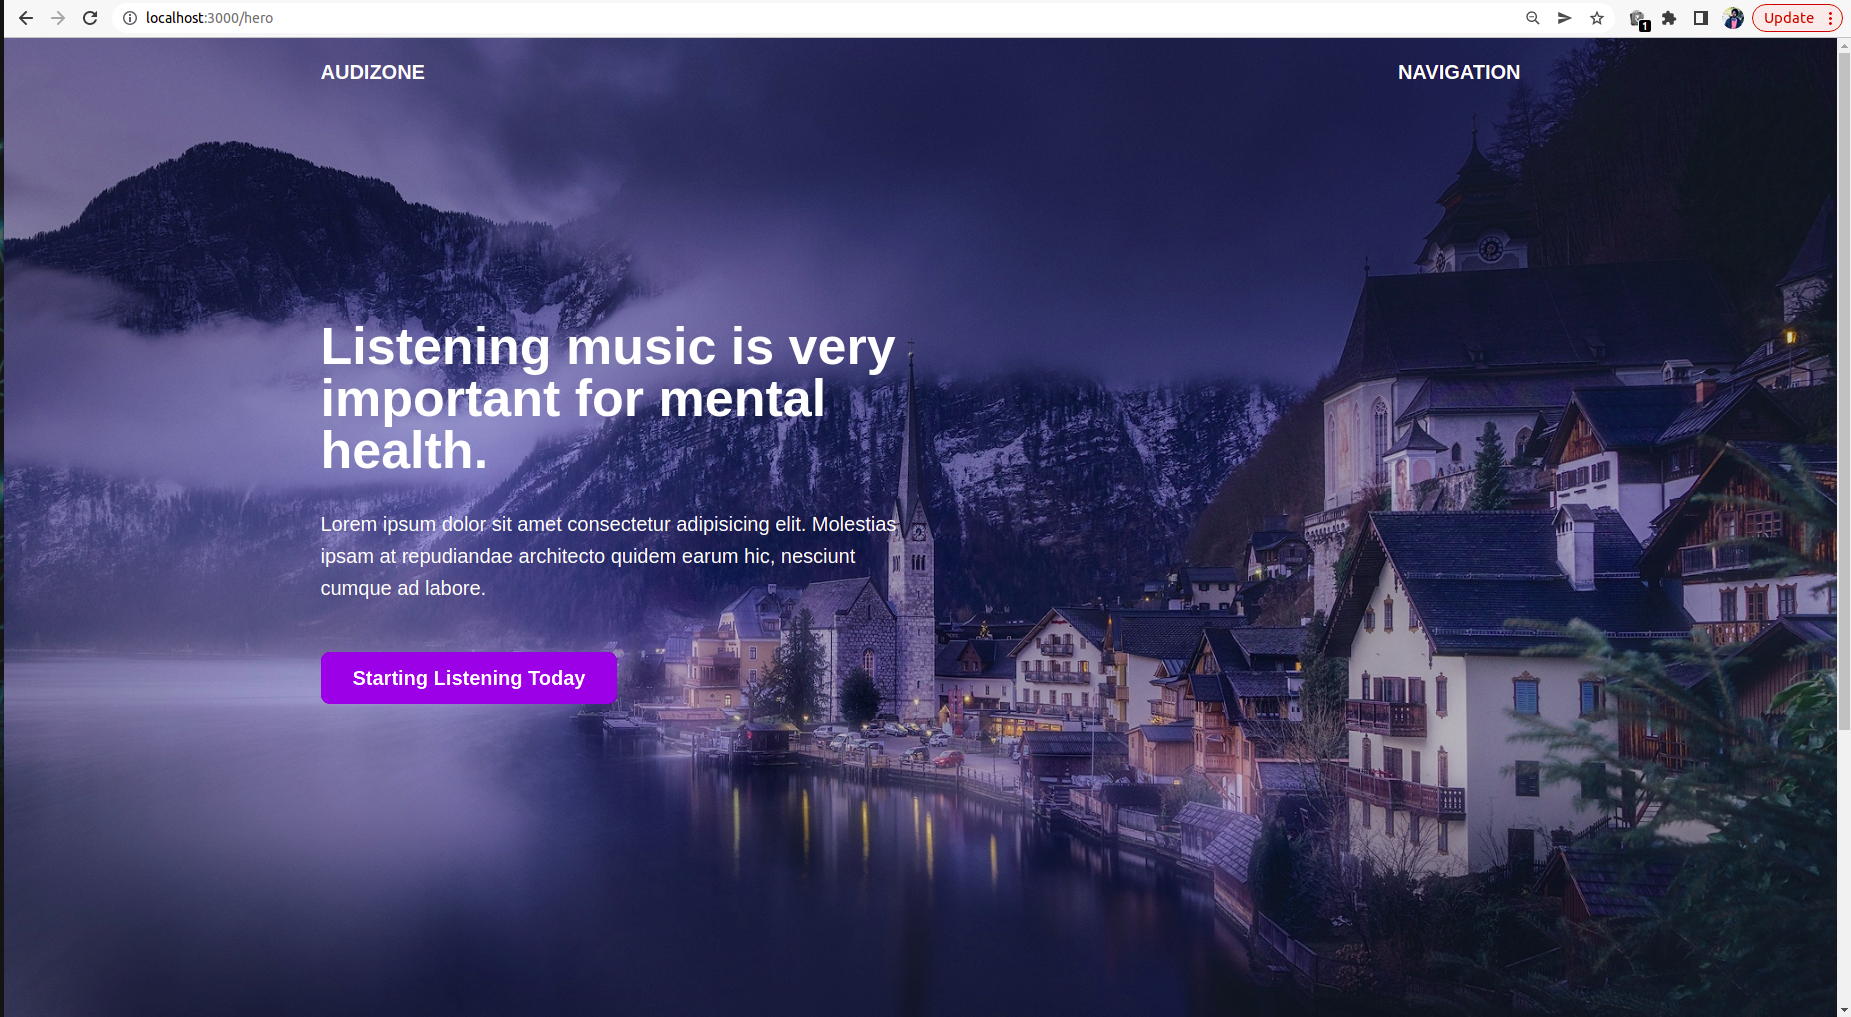 localhost:3000/hero
1
Update
AUDIZONE
NAVIGATION
Listening music is very
important for mental
health.
Lorem ipsum dolor sit amet consectetur adipisicing elit. Molestias
ipsam at repudiandae architecto quidem earum hic, nesciunt
cumque ad labore.
Starting Listening Today